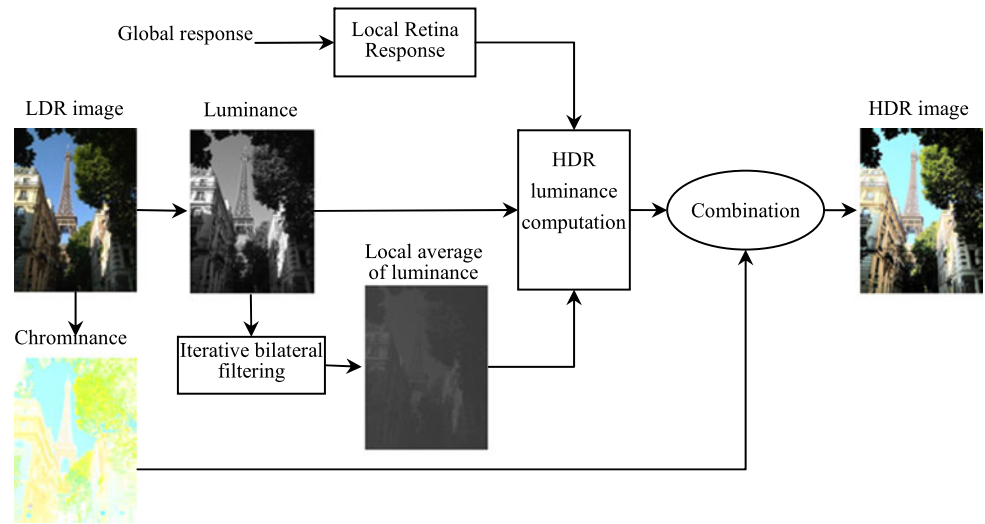 Global response
Local Retina
Response
LDR image
Luminance
HDR image
HDR
luminance
computation
Combination
Local average
of luminance
Chrominance
Iterative bilateral
filtering